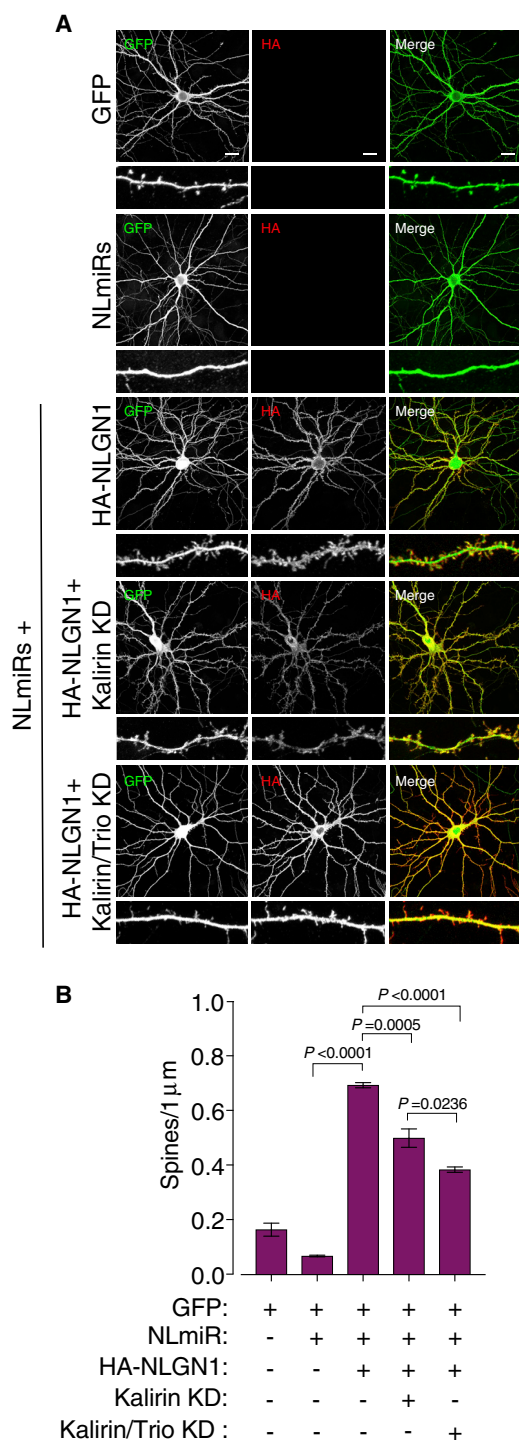 A
GFP
GFP HA Merge
NLmiRs
GFP HA Merge
NLmiRs +
HA-NLGN1
GFP HA Merge
HA-NLGN1+
Kalirin KD
GFP HA Merge
HA-NLGN1+
Kalirin/Trio KD
GFP HA Merge
B
Spines/1 μm
1.0
0.8
0.6
0.4
0.2
0.0
P <0.0001
P =0.0005
P <0.0001
P =0.0236
GFP: + + + + +
NLmiR: - + + + +
HA-NLGN1: - - + + +
Kalirin KD: - - - + -
Kalirin/Trio KD : - - - - +